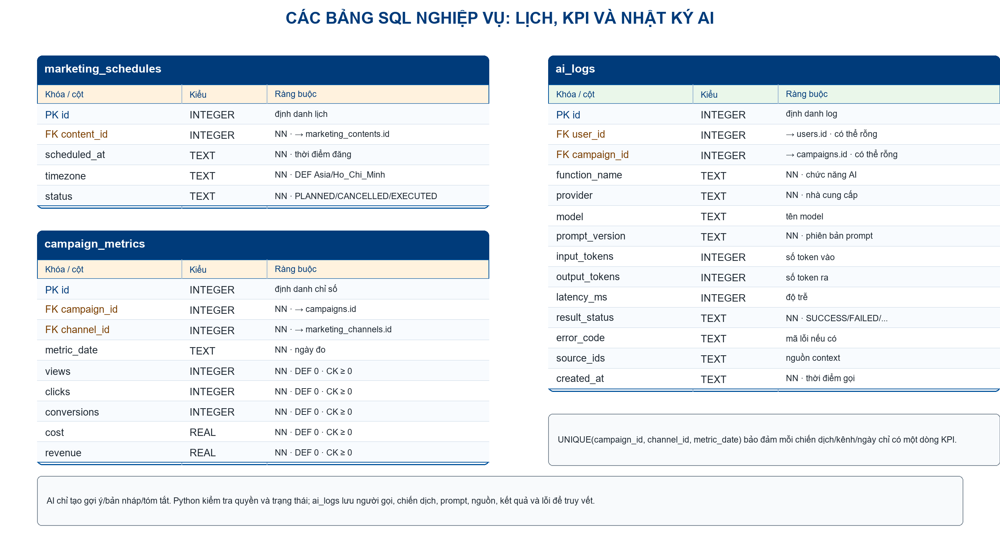 CÁC BẢNG SQL NGHIỆP VỤ: LỊCH, KPI VÀ NHẬT KÝ AI
marketing_schedules
Khóa / cột Kiểu Ràng buộc
PK id INTEGER định danh lịch
FK content_id INTEGER NN · → marketing_contents.id
scheduled_at TEXT NN · thời điểm đăng
timezone TEXT NN · DEF Asia/Ho_Chi_Minh
status TEXT NN · PLANNED/CANCELLED/EXECUTED
campaign_metrics
Khóa / cột Kiểu Ràng buộc
PK id INTEGER định danh chỉ số
FK campaign_id INTEGER NN · → campaigns.id
FK channel_id INTEGER NN · → marketing_channels.id
metric_date TEXT NN · ngày đo
views INTEGER NN · DEF 0 · CK ≥ 0
clicks INTEGER NN · DEF 0 · CK ≥ 0
conversions INTEGER NN · DEF 0 · CK ≥ 0
cost REAL NN · DEF 0 · CK ≥ 0
revenue REAL NN · DEF 0 · CK ≥ 0
ai_logs
Khóa / cột Kiểu Ràng buộc
PK id INTEGER định danh log
FK user_id INTEGER → users.id · có thể rỗng
FK campaign_id INTEGER → campaigns.id · có thể rỗng
function_name TEXT NN · chức năng AI
provider TEXT NN · nhà cung cấp
model TEXT tên model
prompt_version TEXT NN · phiên bản prompt
input_tokens INTEGER số token vào
output_tokens INTEGER số token ra
latency_ms INTEGER độ trễ
result_status TEXT NN · SUCCESS/FAILED/...
error_code TEXT mã lỗi nếu có
source_ids TEXT nguồn context
created_at TEXT NN · thời điểm gọi
UNIQUE(campaign_id, channel_id, metric_date) bảo đảm mỗi chiến dịch/kênh/ngày chỉ có một dòng KPI.
AI chỉ tạo gợi ý/bản nháp/tóm tắt. Python kiểm tra quyền và trạng thái; ai_logs lưu người gọi, chiến dịch, prompt, nguồn, kết quả và lỗi để truy vết.